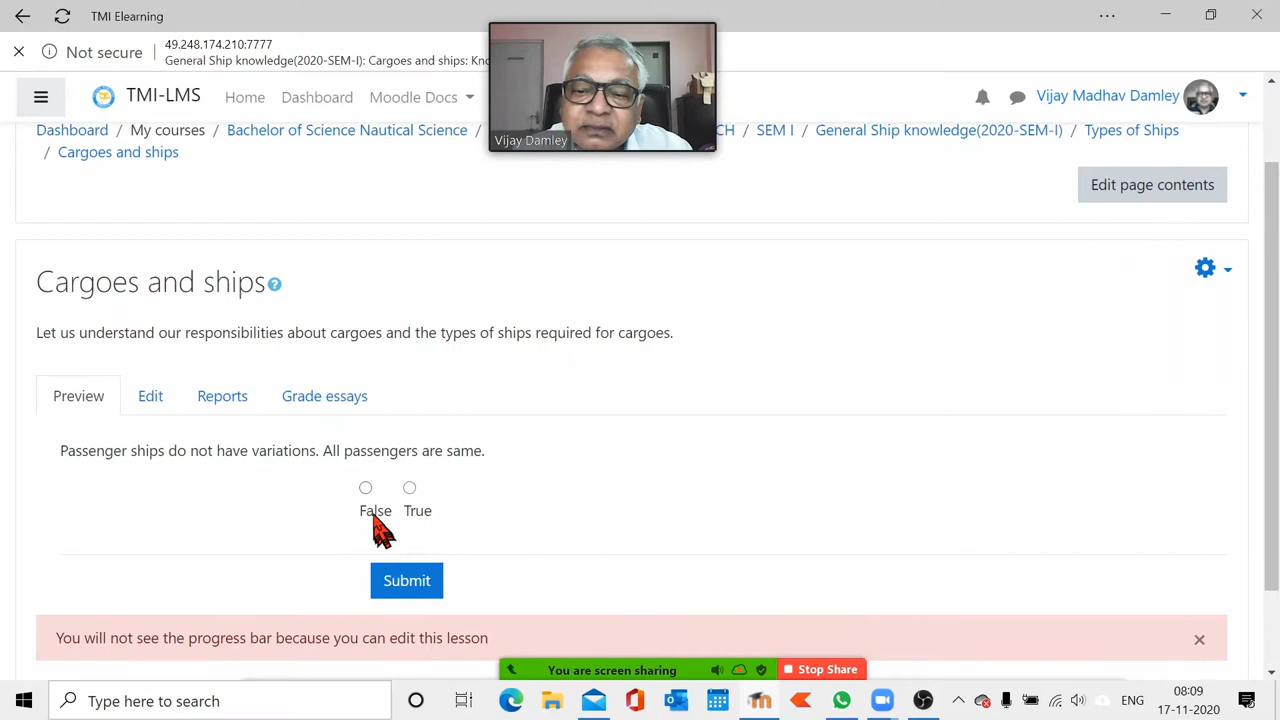 TMI Elearning
Not secure
49.248.174.210:7777
General Ship knowledge(2020-SEM-I): Cargoes and ships: Kno
TMI-LMS
Home
Dashboard
Moodle Docs
Vijay Madhav Damley
Vijay Damley
Dashboard / My courses / Bachelor of Science Nautical Science / CH / SEM I / General Ship knowledge(2020-SEM-I) / Types of Ships
/ Cargoes and ships
Edit page contents
Cargoes and ships
Let us understand our responsibilities about cargoes and the types of ships required for cargoes.
Preview
Edit
Reports
Grade essays
Passenger ships do not have variations. All passengers are same.
False
True
Submit
You will not see the progress bar because you can edit this lesson
You are screen sharing
Stop Share
Type here to search
ENG
08:09
17-11-2020